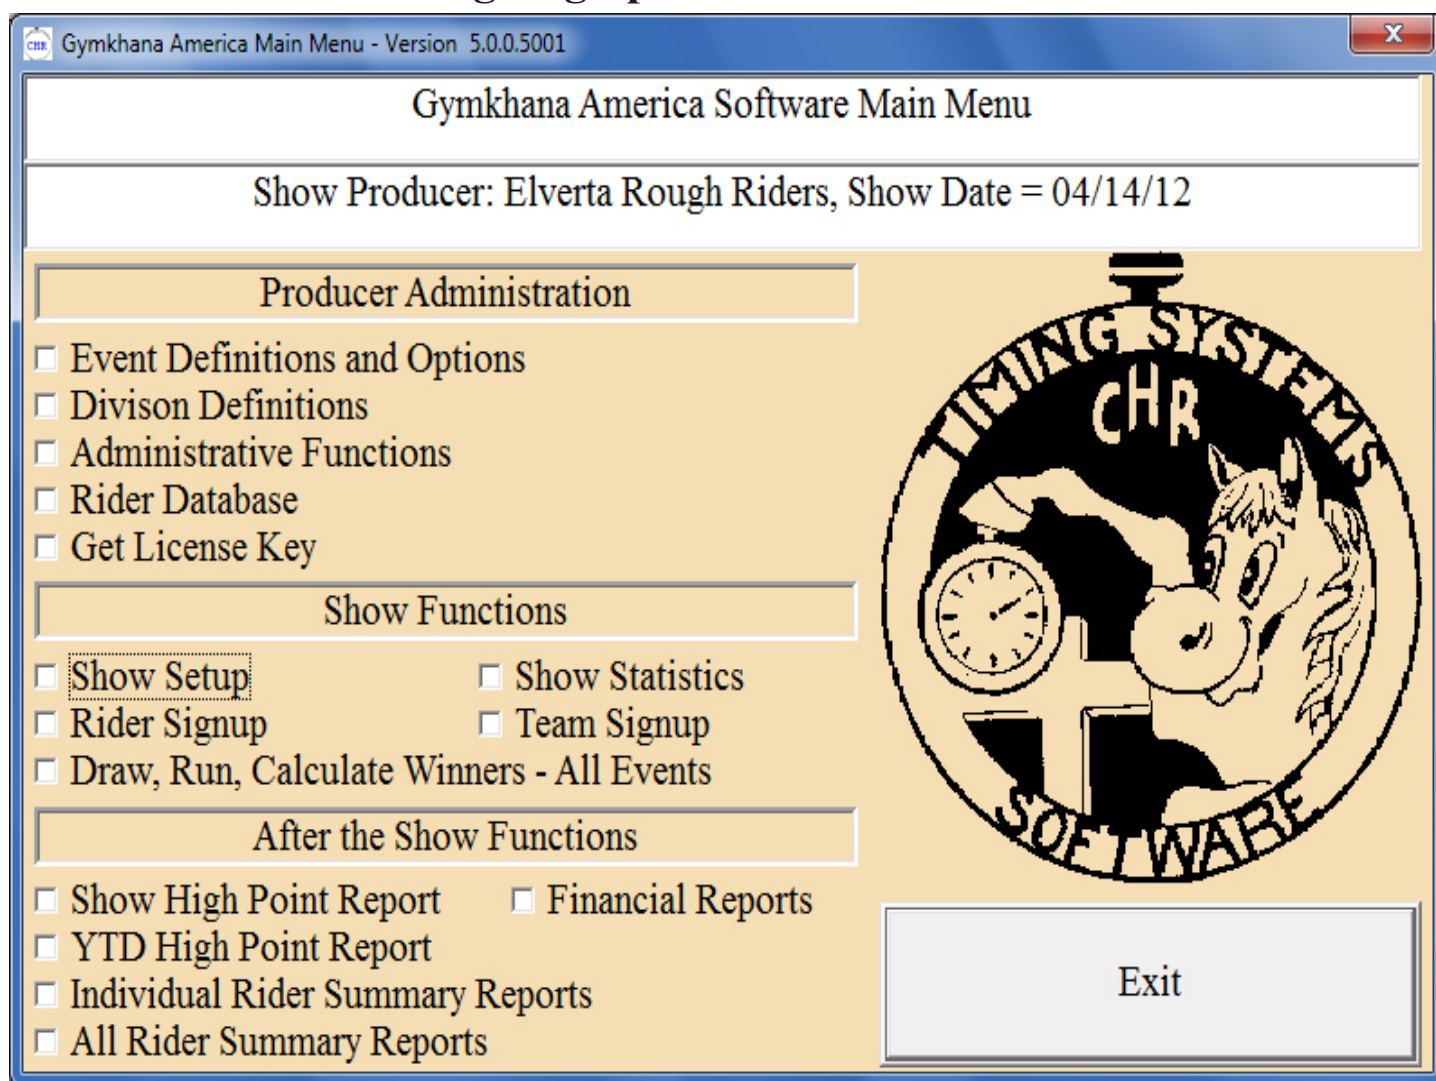 Gymkhana America Main Menu - Version 5.0.0.5001
Gymkhana America Software Main Menu
Show Producer: Elverta Rough Riders, Show Date = 04/14/12
Producer Administration
Event Definitions and Options
Divison Definitions
Administrative Functions
Rider Database
Get License Key
Show Functions
Show Setup
Show Statistics
Rider Signup
Team Signup
Draw, Run, Calculate Winners - All Events
After the Show Functions
Show High Point Report
Financial Reports
YTD High Point Report
Individual Rider Summary Reports
All Rider Summary Reports
TIMING SYSTEMS
CHR
SOFTWARE
Exit